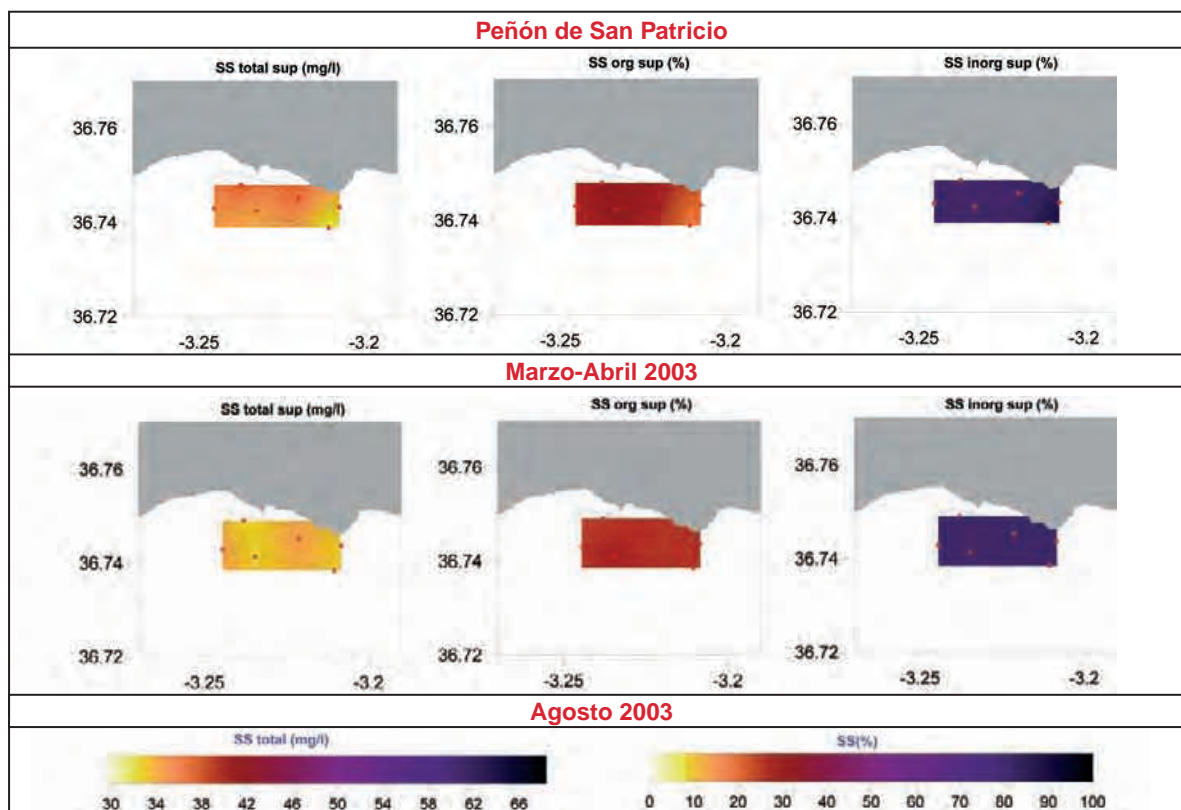 Peñón de San Patricio
SS total sup (mg/l)
SS org sup (%)
SS inorg sup (%)
36.76
36.76
36.76
36.74
36.74
36.74
36.72
36.72
36.72
-3.25
-3.2
-3.25
-3.2
-3.25
-3.2
Marzo-Abril 2003
SS total sup (mg/l)
SS org sup (%)
SS inorg sup (%)
36.76
36.76
36.76
36.74
36.74
36.74
36.72
36.72
36.72
-3.25
-3.2
-3.25
-3.2
-3.25
-3.2
Agosto 2003
SS total (mg/l)
SS(%)
30 34 38 42 46 50 54 58 62 66
0 10 20 30 40 50 60 70 80 90 100